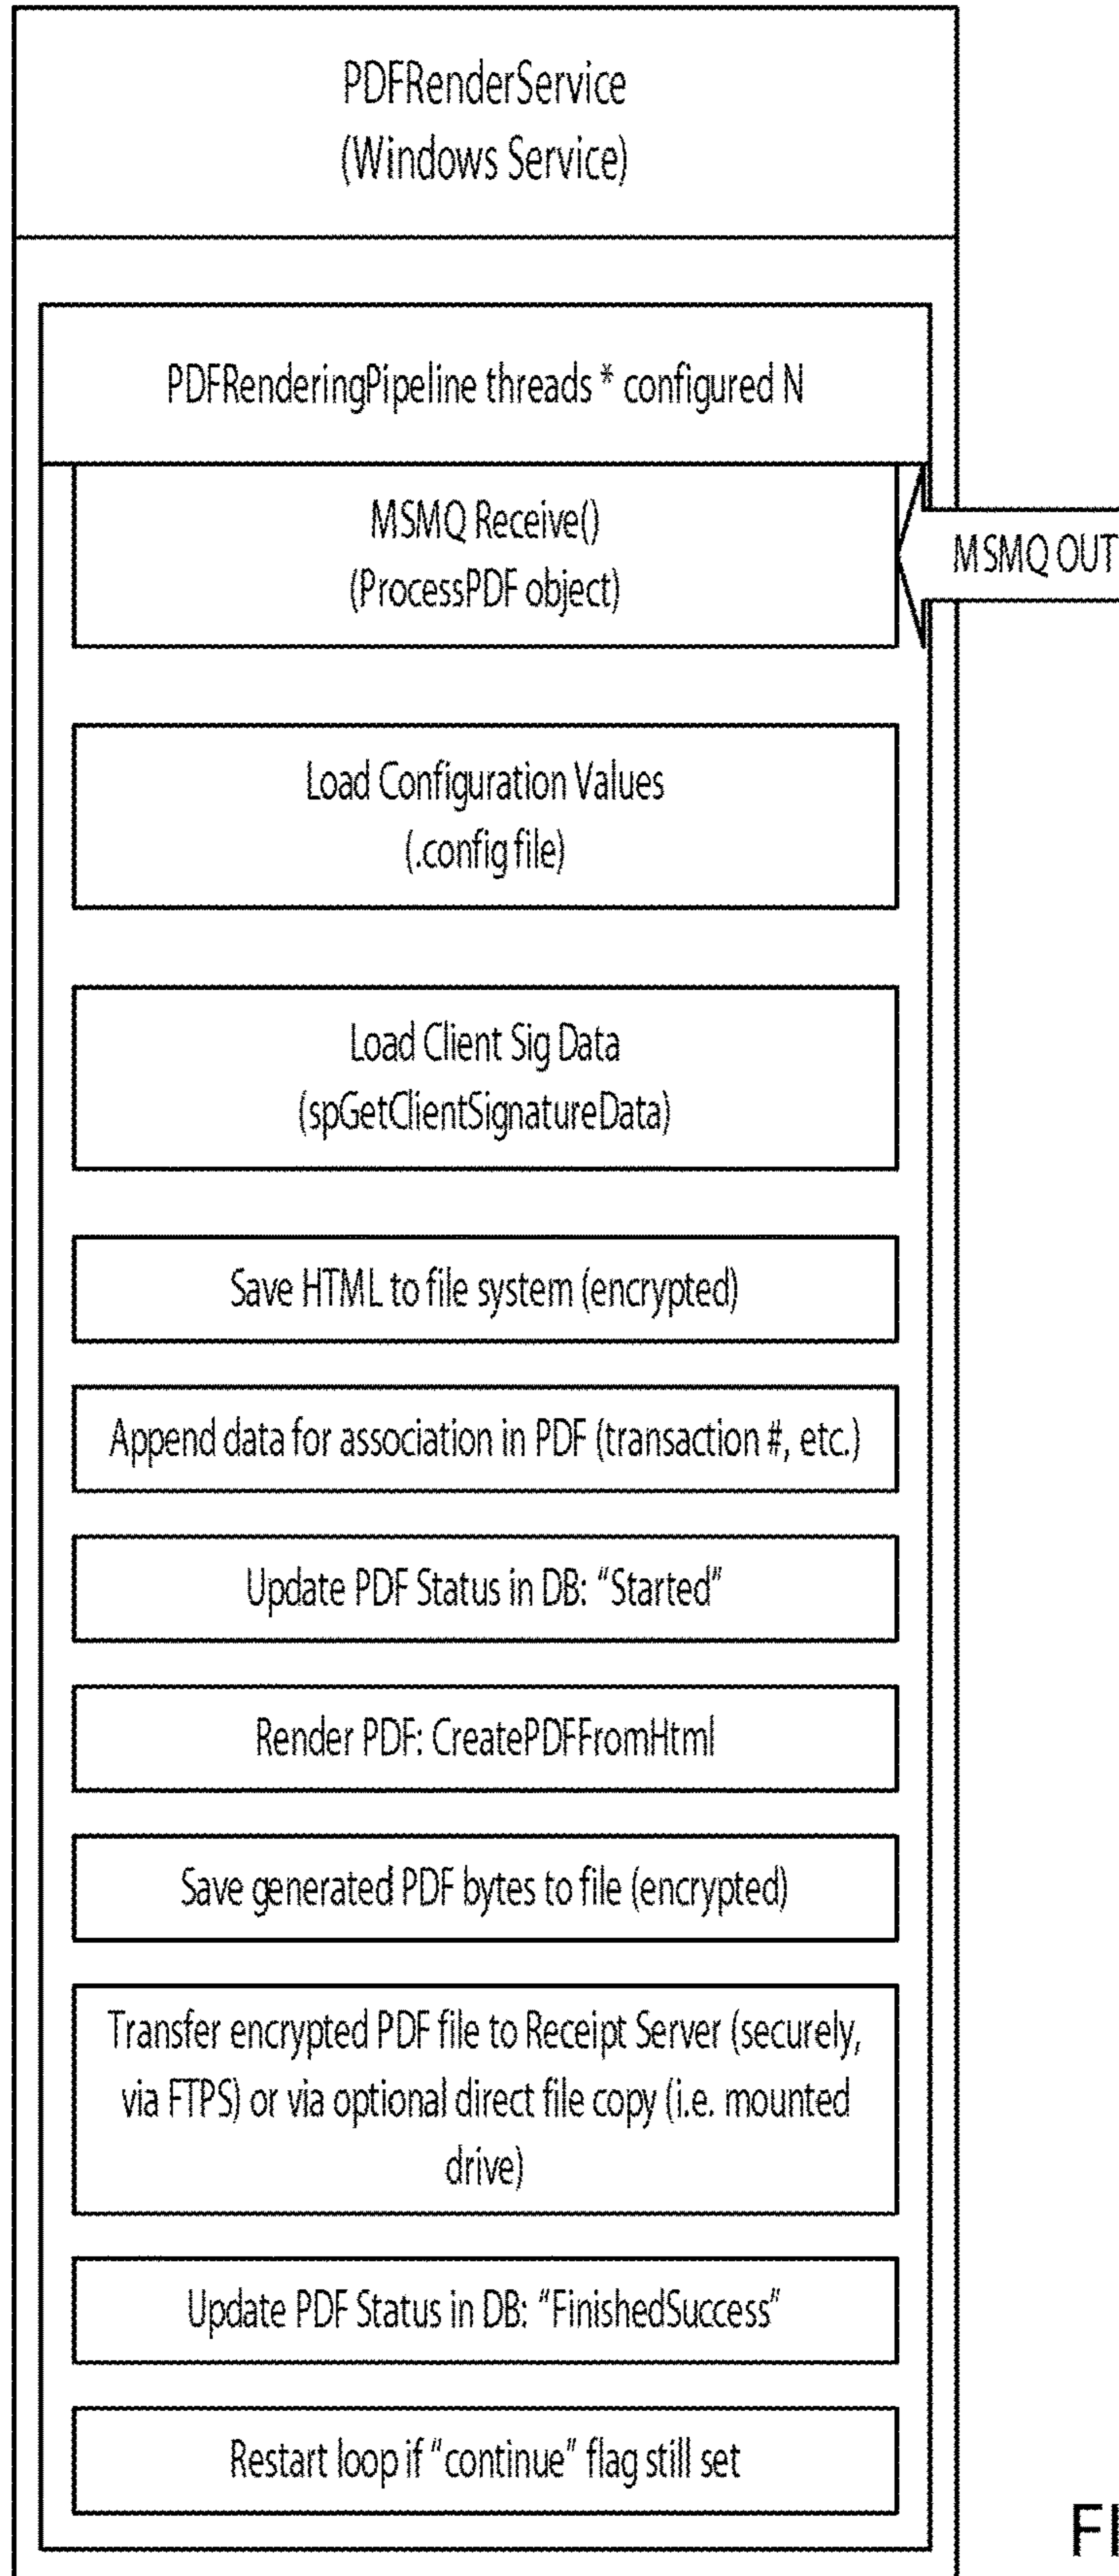 PDFRenderService
(Windows Service)
PDFRenderingPipeline threads * configured N
MSMQ Receive()
(ProcessPDF object)
MSMQ OUT
Load Configuration Values
(.config file)
Load Client Sig Data
(spGetClientSignatureData)
Save HTML to file system (encrypted)
Append data for association in PDF (transaction #, etc.)
Update PDF Status in DB: “Started”
Render PDF: CreatePDFFromHtml
Save generated PDF bytes to file (encrypted)
Transfer encrypted PDF file to Receipt Server (securely,
via FTPS) or via optional direct file copy (i.e. mounted
drive)
Update PDF Status in DB: “FinishedSuccess”
Restart loop if “continue” flag still set